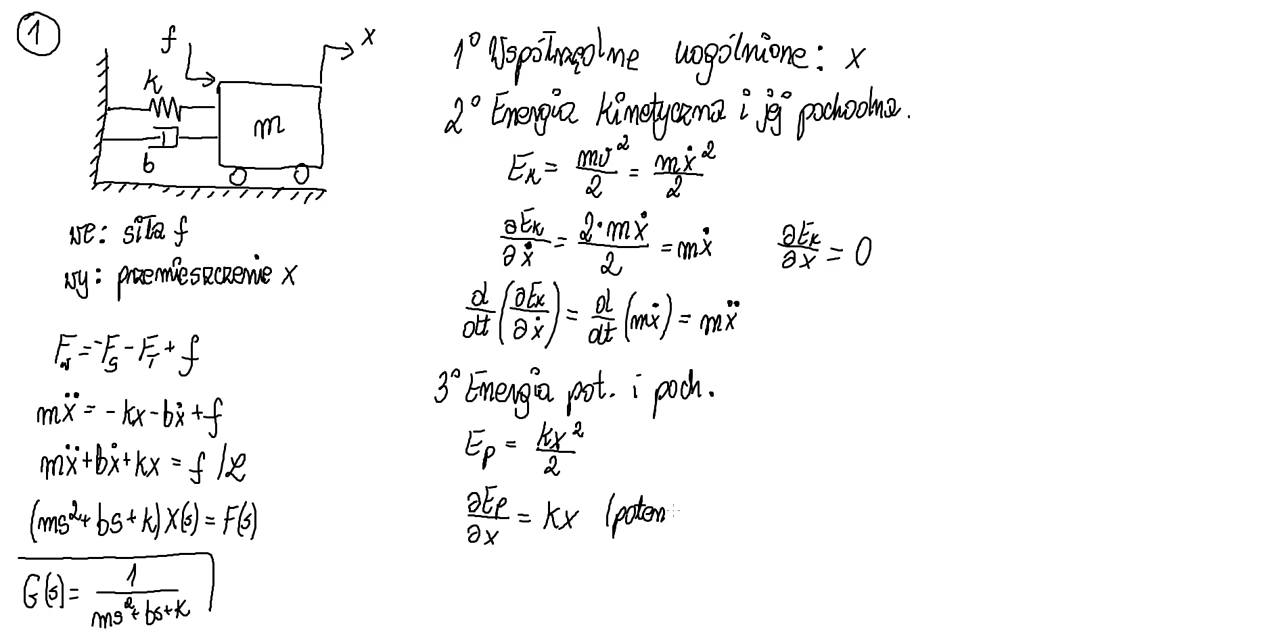 1
f
x
k
m
b
we: siła f
wy: przemieszczenie x
F_w = -F_s - F_T + f
mẍ = -kx - bẋ + f
mẍ + bẋ + kx = f /ℒ
(ms² + bs + k) X(s) = F(s)
G(s) = 1 / (ms² + bs + k)
1° Współrzędne uogólnione: x
2° Energia kinetyczna i jej pochodna.
E_k = mv²/2 = mẋ²/2
∂E_k/∂ẋ = 2·mẋ/2 = mẋ ∂E_k/∂x = 0
d/dt (∂E_k/∂ẋ) = d/dt (mẋ) = mẍ
3° Energia pot. i poch.
E_p = kx²/2
∂E_p/∂x = kx (poten